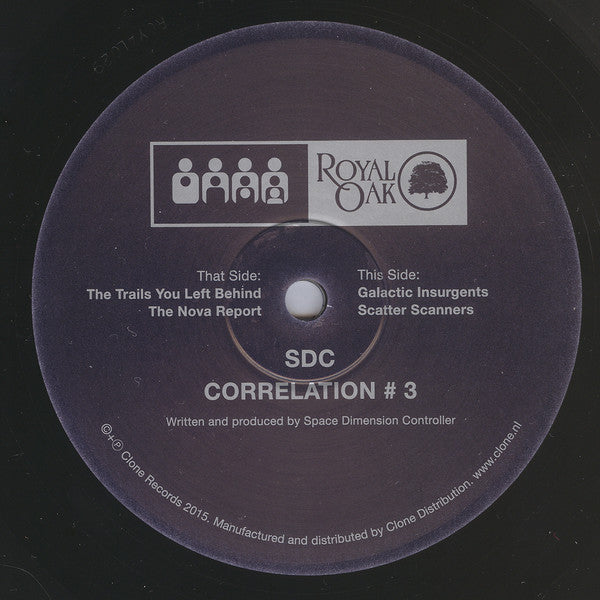 ROYAL
OAK
That Side:
The Trails You Left Behind
The Nova Report
This Side:
Galactic Insurgents
Scatter Scanners
SDC
CORRELATION # 3
Written and produced by Space Dimension Controller
©+℗ Clone Records 2015. Manufactured and distributed by Clone Distribution. www.clone.nl